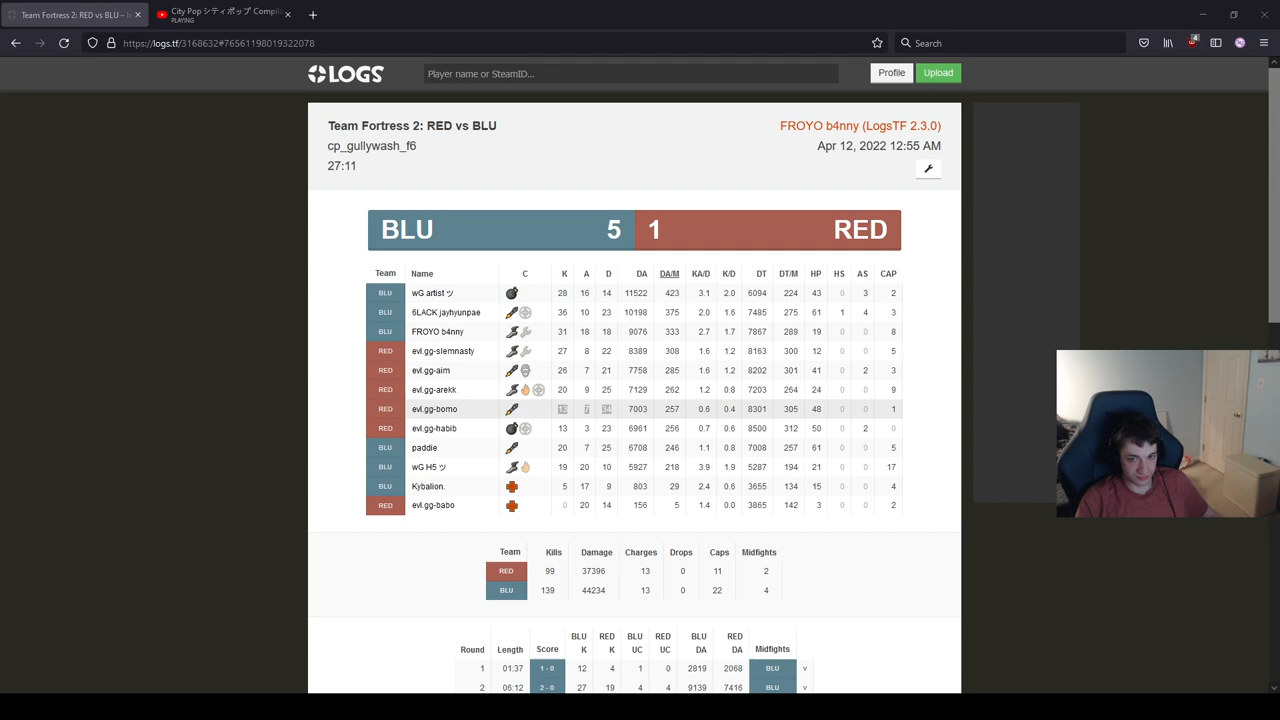 Team Fortress 2: RED vs BLU – l
City Pop シティポップ Compil
PLAYING
https://logs.tf/3168632#76561198019322078
Search
4
LOGS
Player name or SteamID...
Profile
Upload
Team Fortress 2: RED vs BLU
FROYO b4nny (LogsTF 2.3.0)
cp_gullywash_f6
Apr 12, 2022 12:55 AM
27:11
BLU 5 1 RED
Team Name C K A D DA DA/M KA/D K/D DT DT/M HP HS AS CAP
BLU wG artist ツ 28 16 14 11522 423 3.1 2.0 6094 224 43 0 3 2
BLU 6LACK jayhyunpae 36 10 23 10198 375 2.0 1.6 7485 275 61 1 4 3
BLU FROYO b4nny 31 18 18 9076 333 2.7 1.7 7867 289 19 0 0 8
RED evl.gg-slemnasty 27 8 22 8389 308 1.6 1.2 8163 300 12 0 0 5
RED evl.gg-aim 26 7 21 7758 285 1.6 1.2 8202 301 41 0 2 3
RED evl.gg-arekk 20 9 25 7129 262 1.2 0.8 7203 264 24 0 0 9
RED evl.gg-bomo 13 7 34 7003 257 0.6 0.4 8301 305 48 0 0 1
RED evl.gg-habib 13 3 23 6961 256 0.7 0.6 8500 312 50 0 2 0
BLU paddie 20 7 25 6708 246 1.1 0.8 7008 257 61 0 0 5
BLU wG H5 ツ 19 20 10 5927 218 3.9 1.9 5287 194 21 0 0 17
BLU Kybalion. 5 17 9 803 29 2.4 0.6 3655 134 15 0 0 4
RED evl.gg-babo 0 20 14 156 5 1.4 0.0 3865 142 3 0 0 2
Team Kills Damage Charges Drops Caps Midfights
RED 99 37396 13 0 11 2
BLU 139 44234 13 0 22 4
Round Length Score BLU K RED K BLU UC RED UC BLU DA RED DA Midfights
1 01:37 1 - 0 12 4 1 0 2819 2068 BLU v
2 06:12 2 - 0 27 19 4 4 9139 7416 BLU v